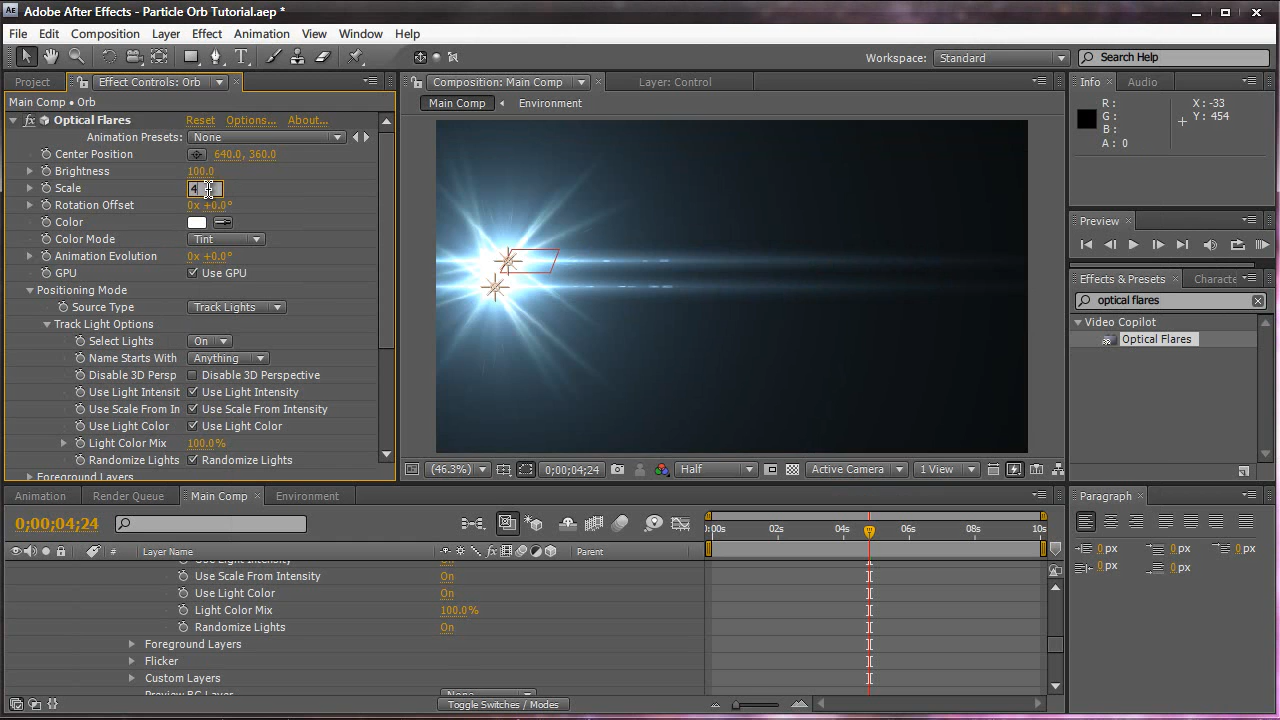 Adobe After Effects - Particle Orb Tutorial.aep *
File Edit Composition Layer Effect Animation View Window Help
Workspace: Standard Search Help
Project Effect Controls: Orb Composition: Main Comp Layer: Control Info Audio
Main Comp • Orb Main Comp Environment
Optical Flares Reset Options... About...
Animation Presets: None
Center Position 640.0, 360.0
Brightness 100.0
Scale 4
Rotation Offset 0x +0.0°
Color
Color Mode Tint
Animation Evolution 0x +0.0°
GPU Use GPU
Positioning Mode
Source Type Track Lights
Track Light Options
Select Lights On
Name Starts With Anything
Disable 3D Persp Disable 3D Perspective
Use Light Intensit Use Light Intensity
Use Scale From In Use Scale From Intensity
Use Light Color Use Light Color
Light Color Mix 100.0%
Randomize Lights Randomize Lights
Foreground Layers
R : X : -33
G : Y : 454
B :
A : 0
Preview
Effects & Presets Characte
optical flares
Video Copilot
Optical Flares
(46.3%) 0;00;04;24 Half Active Camera 1 View
Animation Render Queue Main Comp Environment
0;00;04;24
:00s 02s 04s 06s 08s 10s
# Layer Name Parent
Use Light Intensity On
Use Scale From Intensity On
Use Light Color On
Light Color Mix 100.0%
Randomize Lights On
Foreground Layers
Flicker
Custom Layers
Preview BG Layer None
Toggle Switches / Modes
Paragraph
0 px 0 px 0 px
0 px 0 px